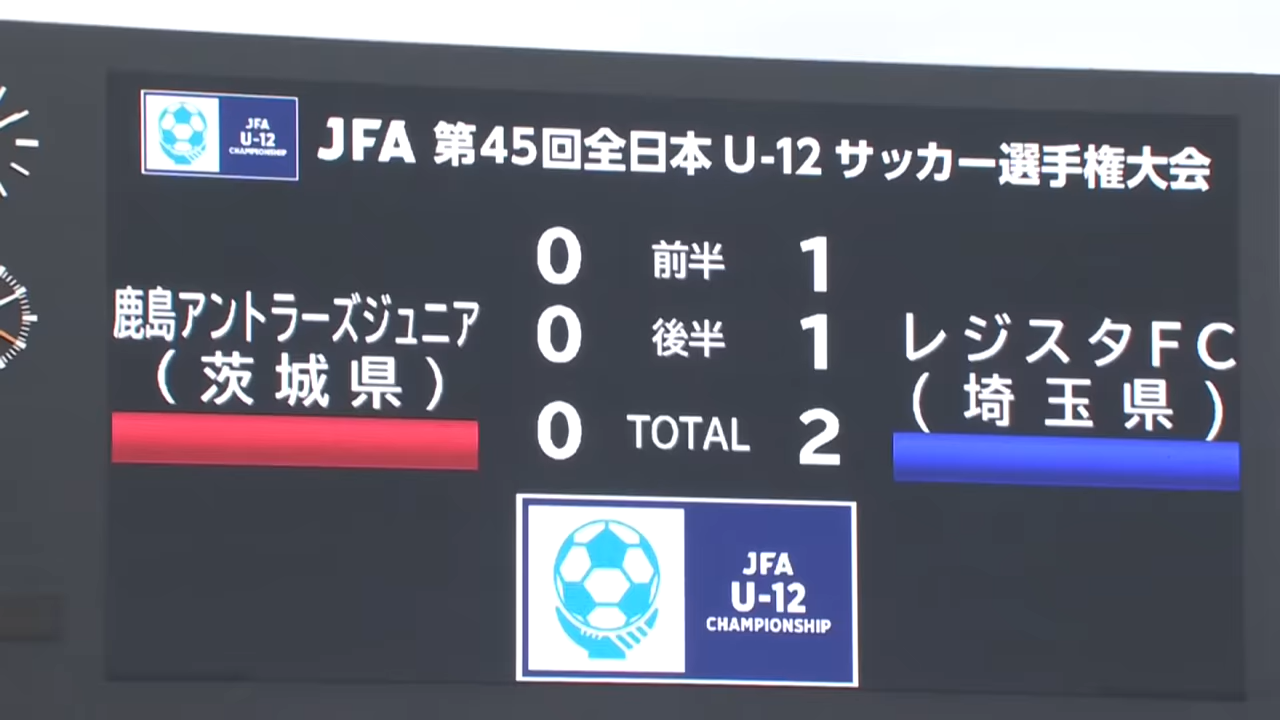 JFA
U-12
CHAMPIONSHIP
JFA 第45回全日本 U-12 サッカー選手権大会
0 前半 1
鹿島アントラーズジュニア
(茨城県)
0 後半 1
レジスタFC
(埼玉県)
0 TOTAL 2
JFA
U-12
CHAMPIONSHIP